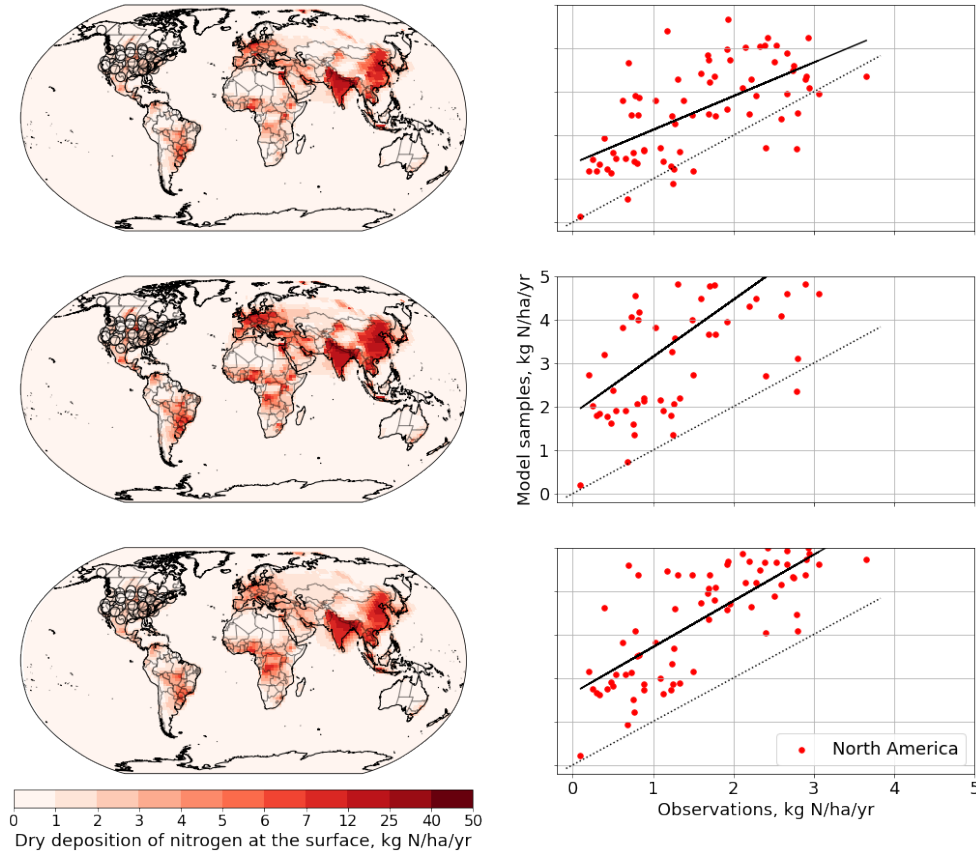 5
4
3
2
1
0
Model samples, kg N/ha/yr
North America
0 1 2 3 4 5
Observations, kg N/ha/yr
0 1 2 3 4 5 6 7 12 25 40 50
Dry deposition of nitrogen at the surface, kg N/ha/yr